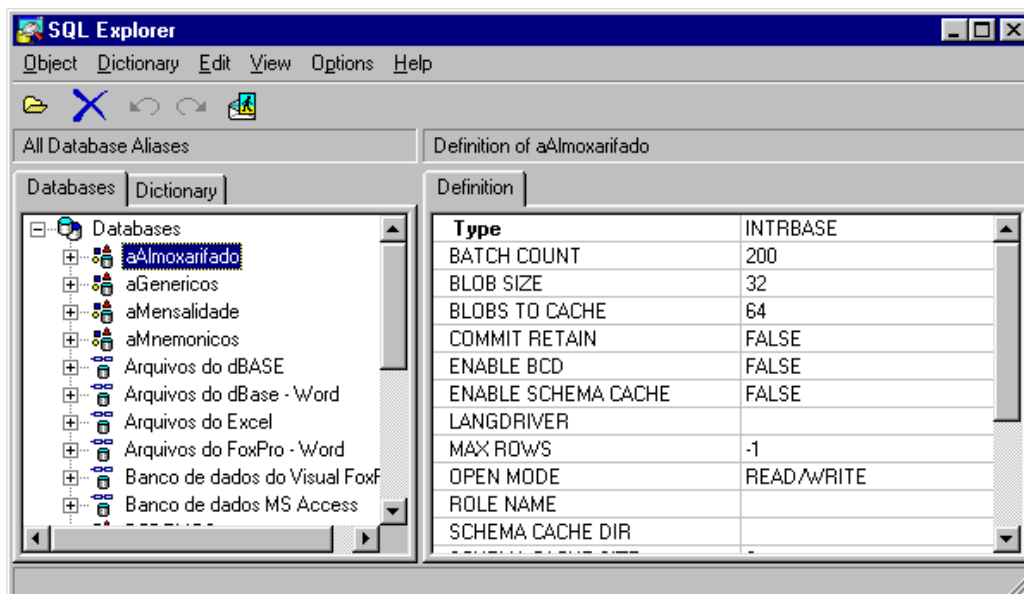 SQL Explorer
Object Dictionary Edit View Options Help
All Database Aliases
Definition of aAlmoxarifado
Databases Dictionary
Definition
Databases
aAlmoxarifado
aGenericos
aMensalidade
aMnemonicos
Arquivos do dBASE
Arquivos do dBase - Word
Arquivos do Excel
Arquivos do FoxPro - Word
Banco de dados do Visual FoxF
Banco de dados MS Access
Type INTRBASE
BATCH COUNT 200
BLOB SIZE 32
BLOBS TO CACHE 64
COMMIT RETAIN FALSE
ENABLE BCD FALSE
ENABLE SCHEMA CACHE FALSE
LANGDRIVER
MAX ROWS -1
OPEN MODE READ/WRITE
ROLE NAME
SCHEMA CACHE DIR